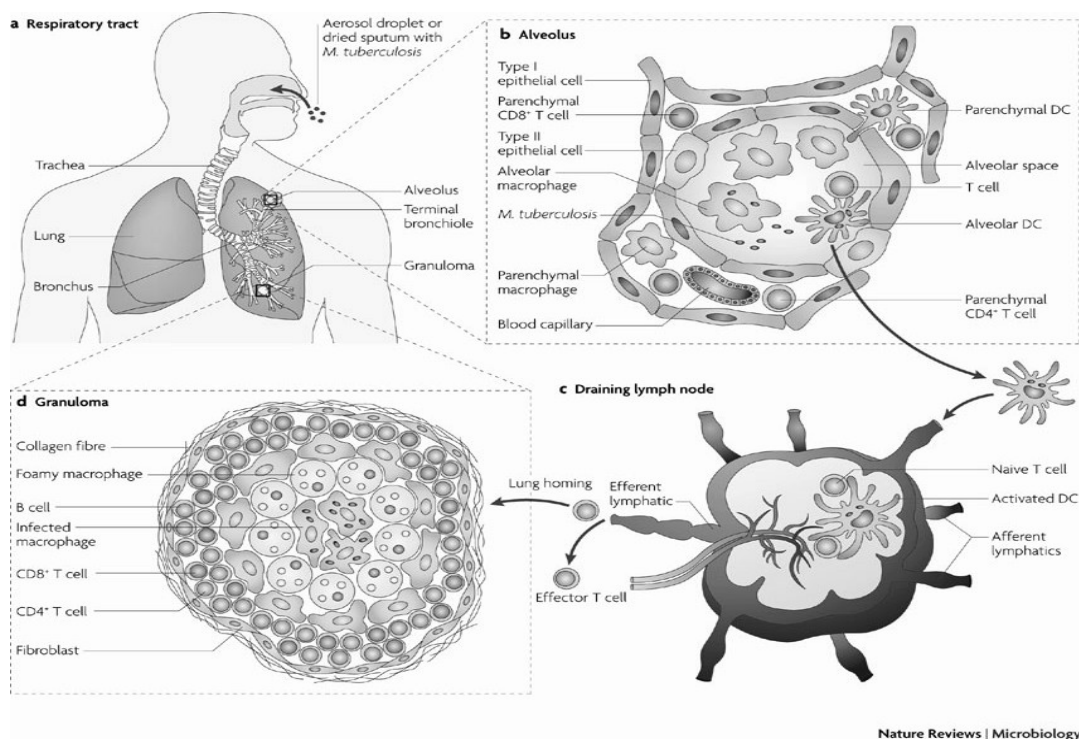 a Respiratory tract
Aerosol droplet or
dried sputum with
M. tuberculosis
Trachea
Lung
Bronchus
Alveolus
Terminal
bronchiole
Granuloma
b Alveolus
Type I
epithelial cell
Parenchymal
CD8⁺ T cell
Type II
epithelial cell
Alveolar
macrophage
M. tuberculosis
Parenchymal
macrophage
Blood capillary
Parenchymal DC
Alveolar space
T cell
Alveolar DC
Parenchymal
CD4⁺ T cell
c Draining lymph node
Naive T cell
Activated DC
Afferent
lymphatics
Efferent
lymphatic
Lung homing
Effector T cell
d Granuloma
Collagen fibre
Foamy macrophage
B cell
Infected
macrophage
CD8⁺ T cell
CD4⁺ T cell
Fibroblast
Nature Reviews | Microbiology